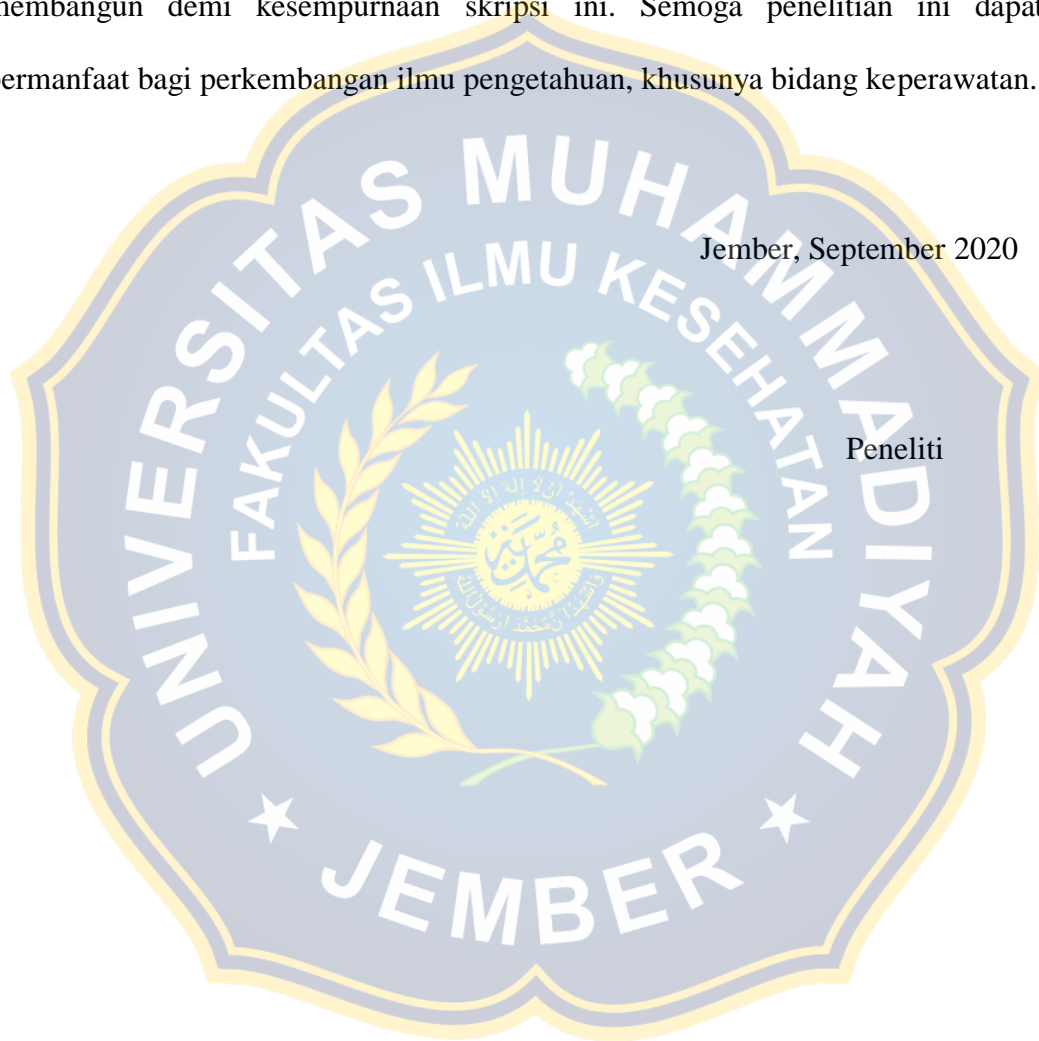 membangun demi kesempurnaan skripsi ini. Semoga penelitian ini dapat
bermanfaat bagi perkembangan ilmu pengetahuan, khusunya bidang keperawatan.
UNIVERSITAS MUHAMMADIYAH
FAKULTAS ILMU KESEHATAN
Jember, September 2020
Peneliti
JEMBER